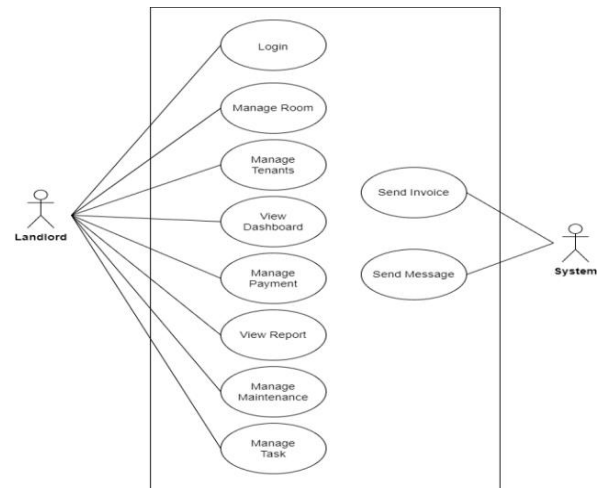 Login
Manage Room
Manage
Tenants
Send Invoice
View
Dashboard
Landlord
Manage
Payment
Send Message
System
View Report
Manage
Maintenance
Manage
Task